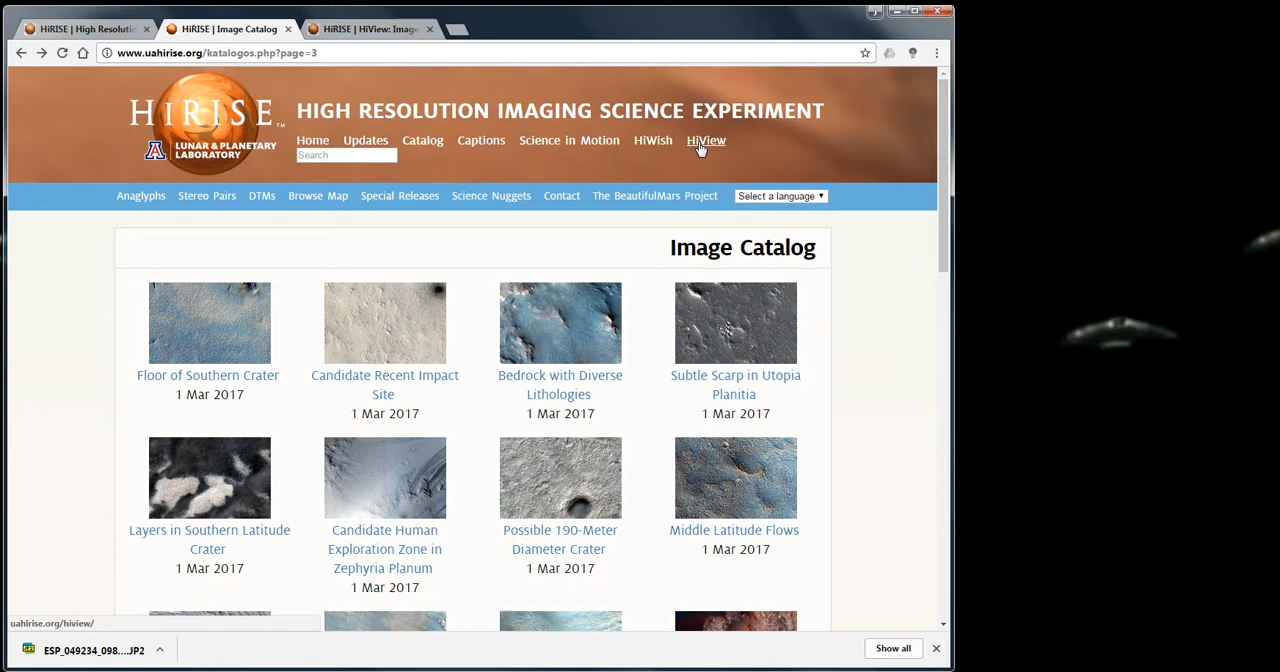 HiRISE | High Resolutio
HiRISE | Image Catalog
HiRISE | HiView: Image
www.uahirise.org/katalogos.php?page=3
HiRISE™
LUNAR & PLANETARY
LABORATORY
HIGH RESOLUTION IMAGING SCIENCE EXPERIMENT
Home Updates Catalog Captions Science in Motion HiWish HiView
Search
Anaglyphs Stereo Pairs DTMs Browse Map Special Releases Science Nuggets Contact The BeautifulMars Project Select a language
Image Catalog
Floor of Southern Crater
1 Mar 2017
Candidate Recent Impact
Site
1 Mar 2017
Bedrock with Diverse
Lithologies
1 Mar 2017
Subtle Scarp in Utopia
Planitia
1 Mar 2017
Layers in Southern Latitude
Crater
1 Mar 2017
Candidate Human
Exploration Zone in
Zephyria Planum
1 Mar 2017
Possible 190-Meter
Diameter Crater
1 Mar 2017
Middle Latitude Flows
1 Mar 2017
uahirise.org/hiview/
ESP_049234_098....JP2
Show all